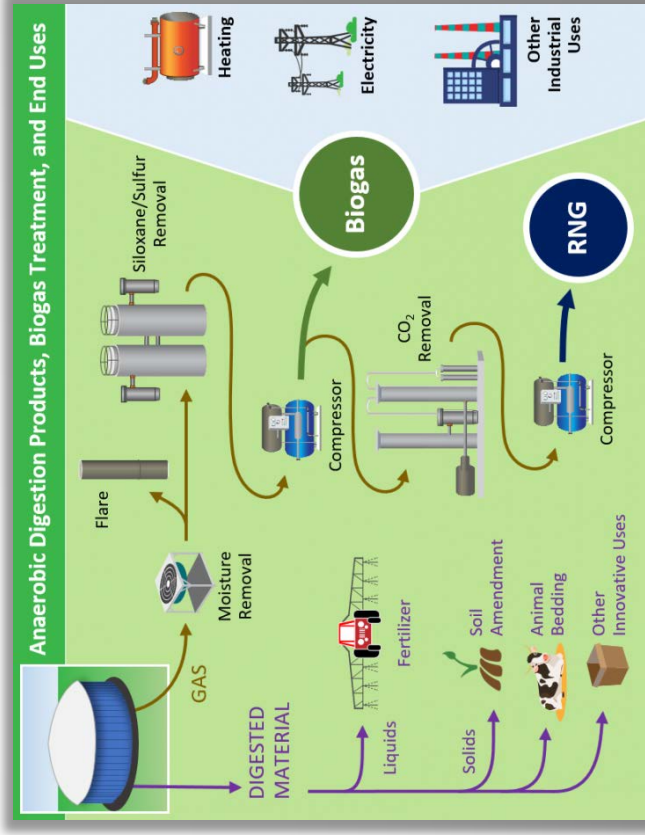 Anaerobic Digestion Products, Biogas Treatment, and End Uses
GAS
Moisture
Removal
Flare
Siloxane/Sulfur
Removal
Compressor
Biogas
Heating
Electricity
Other
Industrial
Uses
CO₂
Removal
Compressor
RNG
DIGESTED
MATERIAL
Liquids
Fertilizer
Solids
Soil
Amendment
Animal
Bedding
Other
Innovative Uses